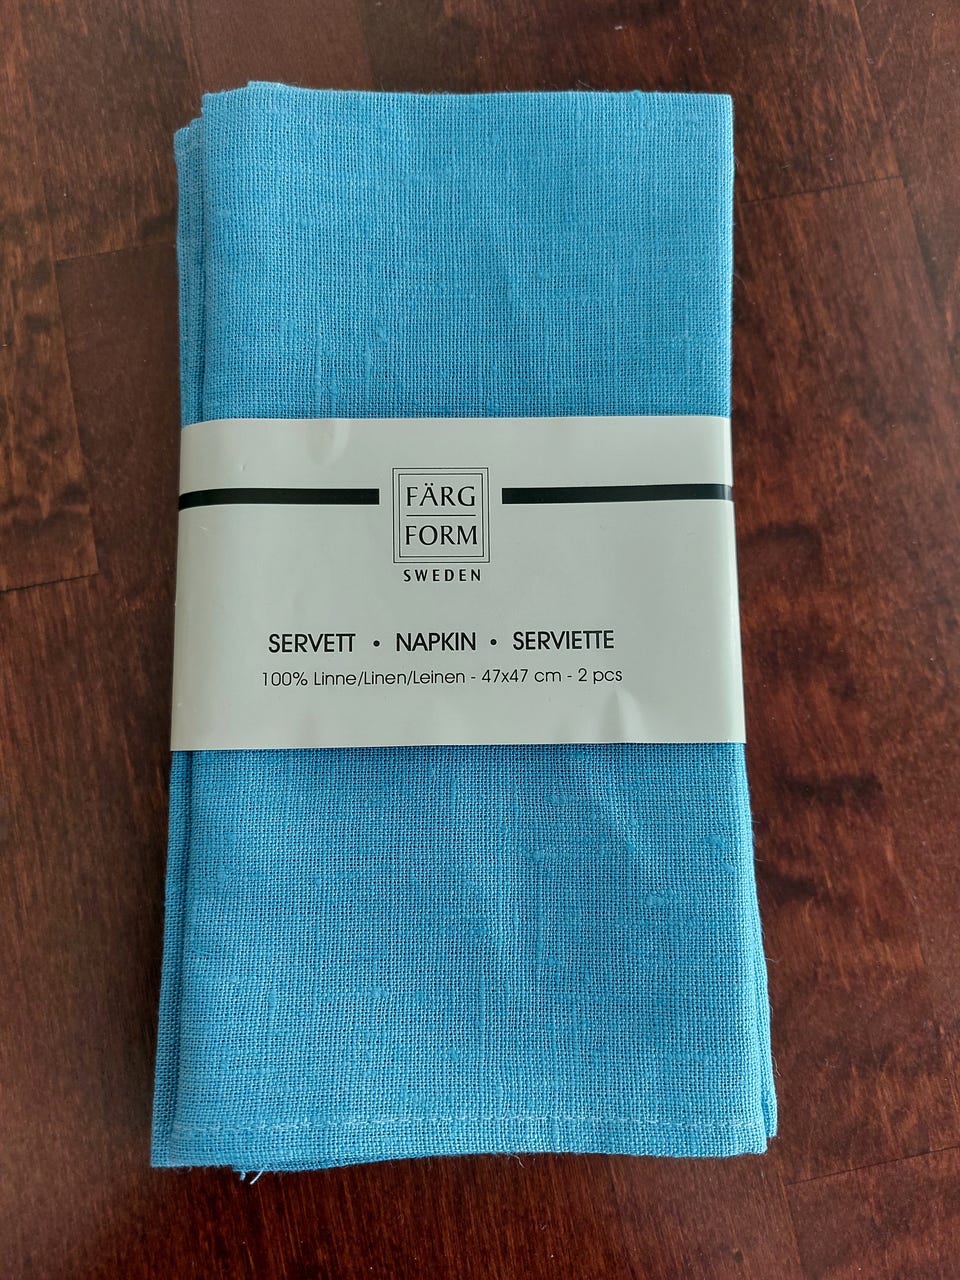 FÄRG
FORM
SWEDEN
SERVETT • NAPKIN • SERVIETTE
100% Linne/Linen/Leinen - 47x47 cm - 2 pcs